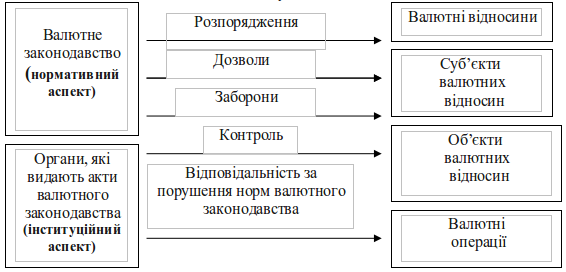 Валютне
законодавство
(нормативний
аспект)
Органи, які
видають акти
валютного
законодавства
(інституційний
аспект)
Розпорядження
Дозволи
Заборони
Контроль
Відповідальність за
порушення норм валютного
законодавства
Валютні відносини
Суб’єкти
валютних
відносин
Об’єкти
валютних
відносин
Валютні
операції